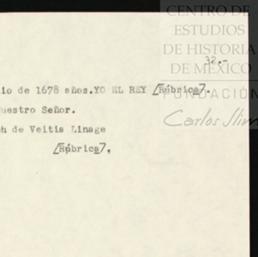 CENTRO DE
ESTUDIOS
DE HISTORIA
DE MÉXICO
FUNDACIÓN
Carlos Slim
32.-
io de 1678 años.YO EL REY /Rúbrica/.
uestro Señor.
h de Veitia Linage
/Rúbrica/.